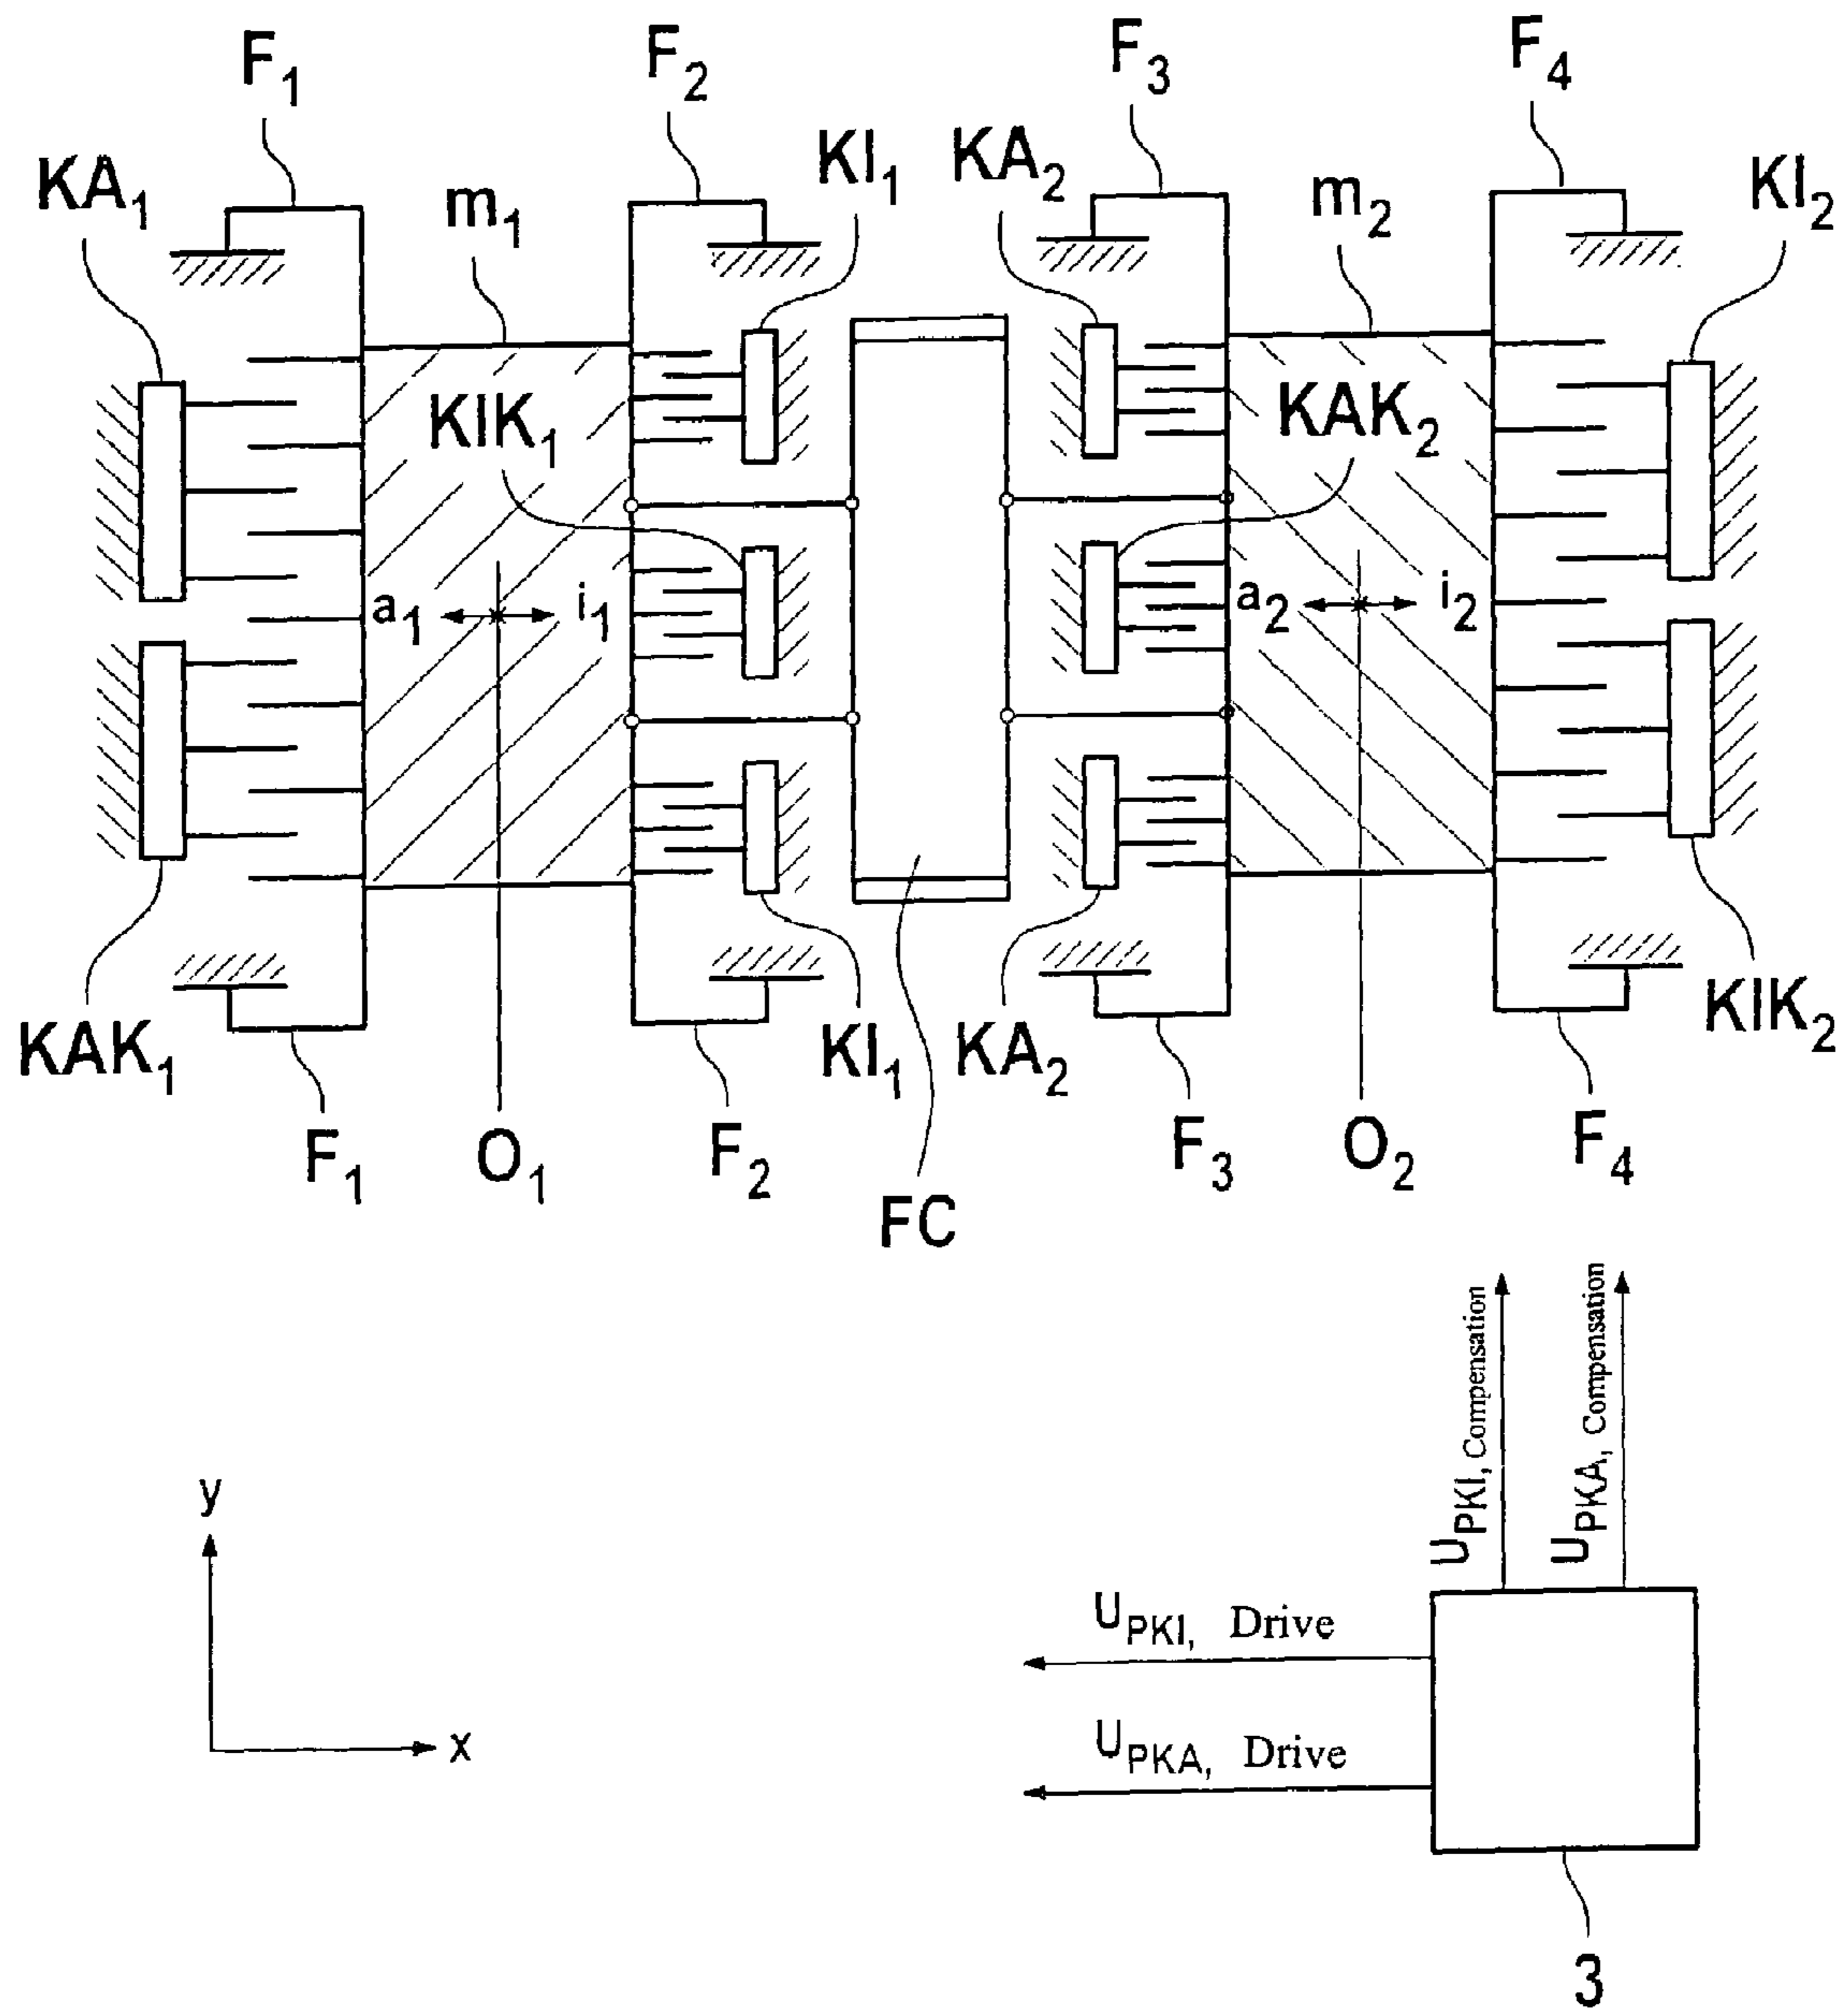 F1 F2 F3 F4
KA1 m1 KI1 KA2 m2 KI2
KIK1 KAK2
a1 i1 a2 i2
KAK1 KI1 KA2 KIK2
F1 O1 F2 F3 O2 F4
FC
UPKI, Compensation
UPKA, Compensation
y
x
UPKI, Drive
UPKA, Drive
3